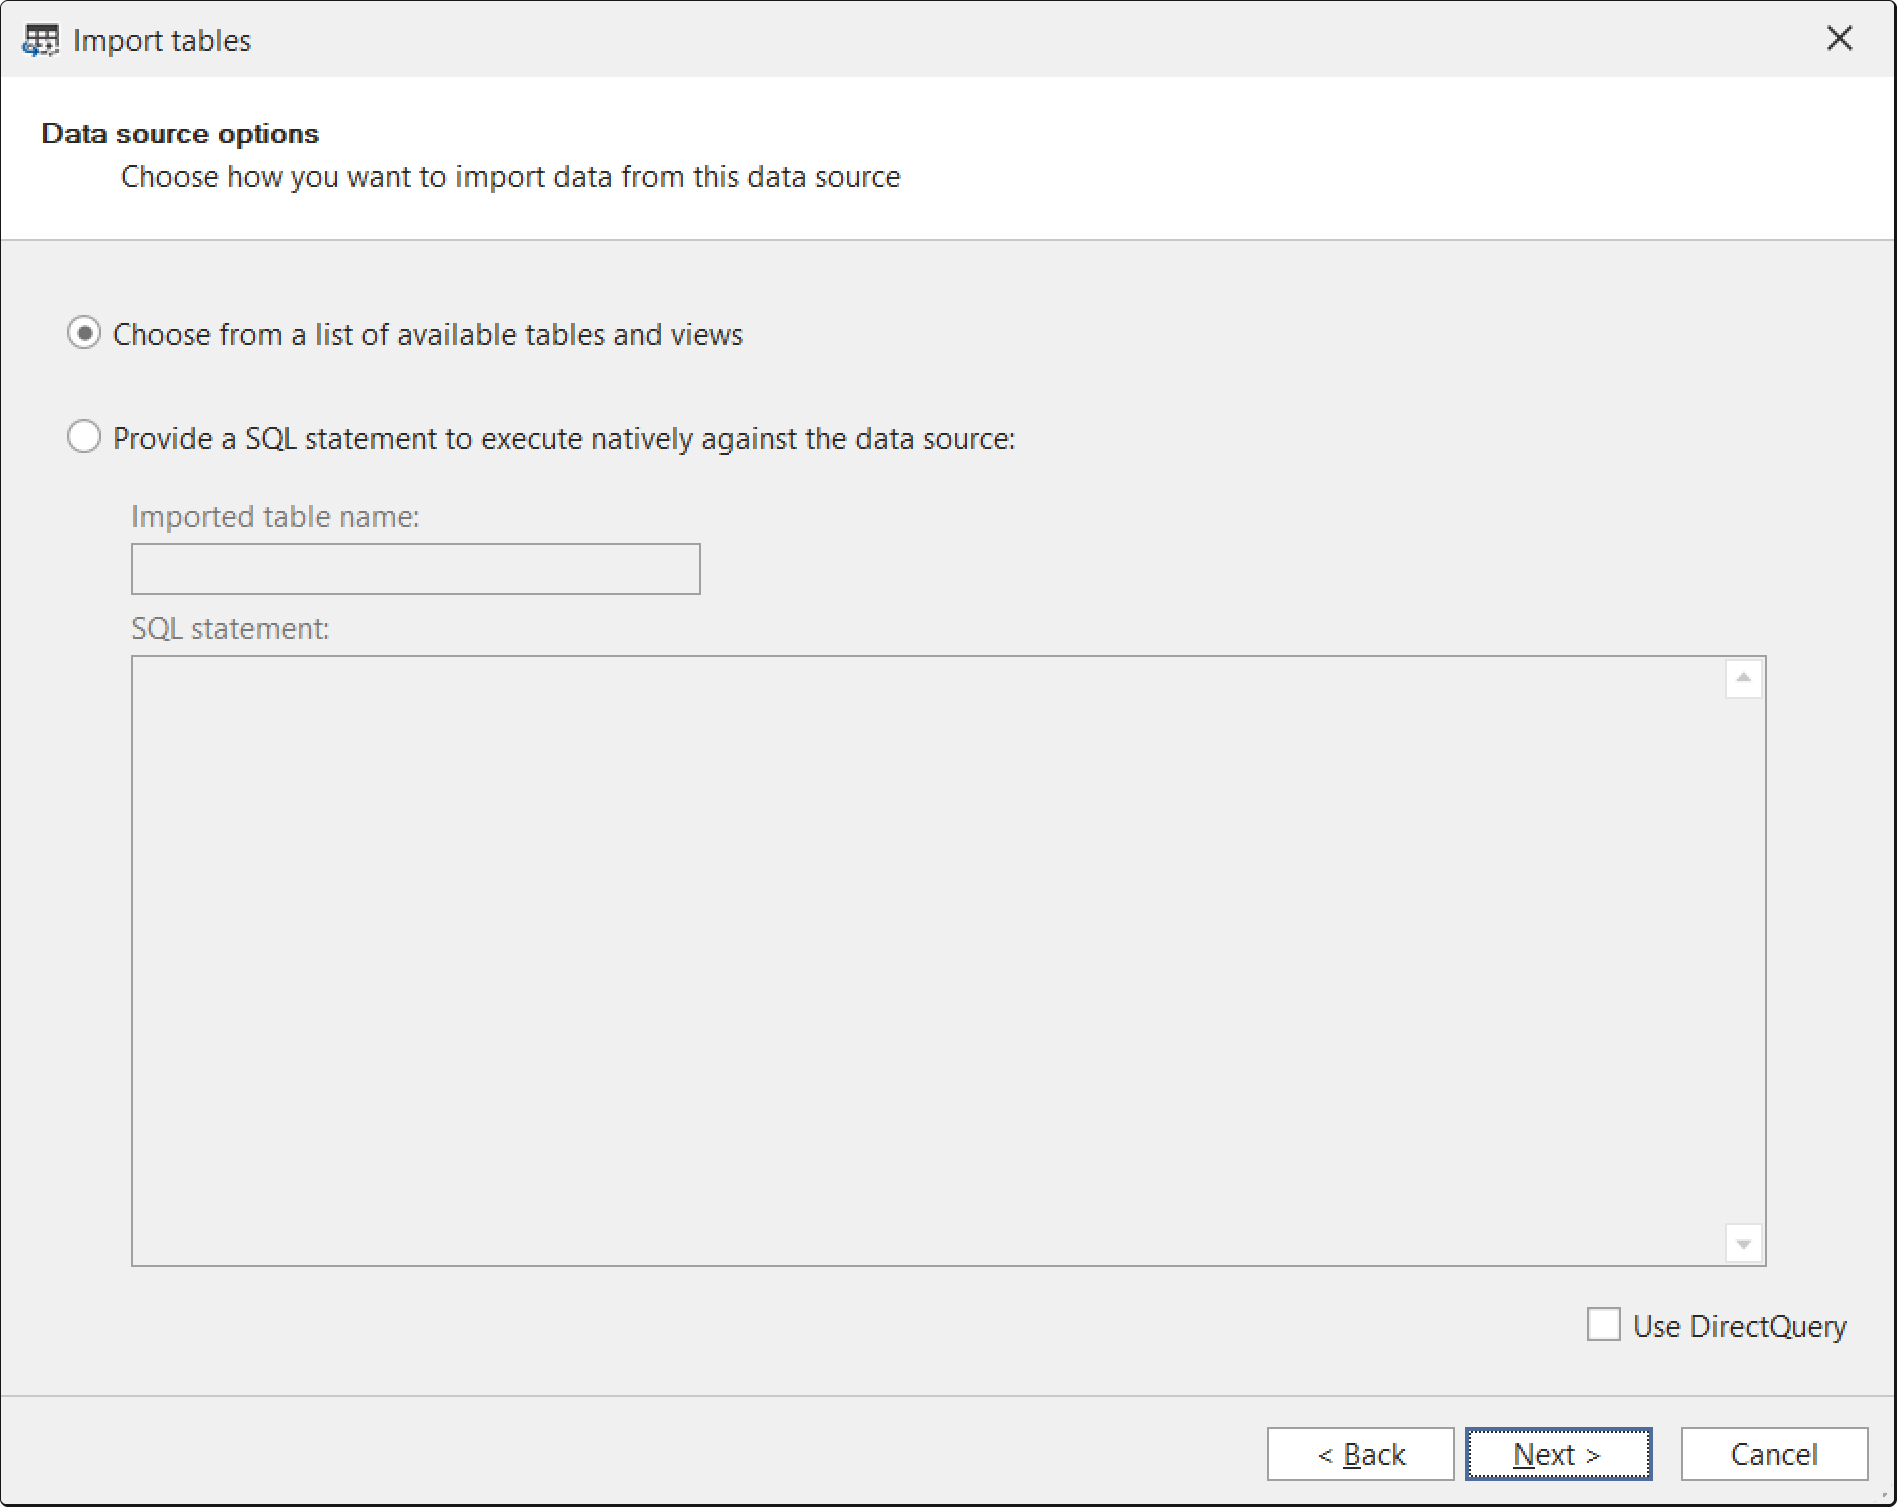 Import tables
Data source options
Choose how you want to import data from this data source
Choose from a list of available tables and views
Provide a SQL statement to execute natively against the data source:
Imported table name:
SQL statement:
Use DirectQuery
< Back
Next >
Cancel